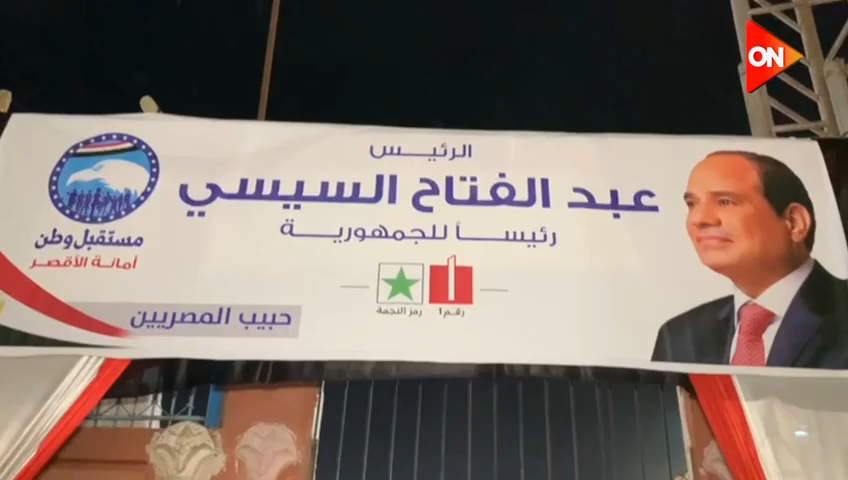 ON
الرئيس
عبد الفتاح السيسي
رئيساً للجمهورية
رقم 1
رمز النجمة
مستقبل وطن
أمانة الأقصر
حبيب المصريين